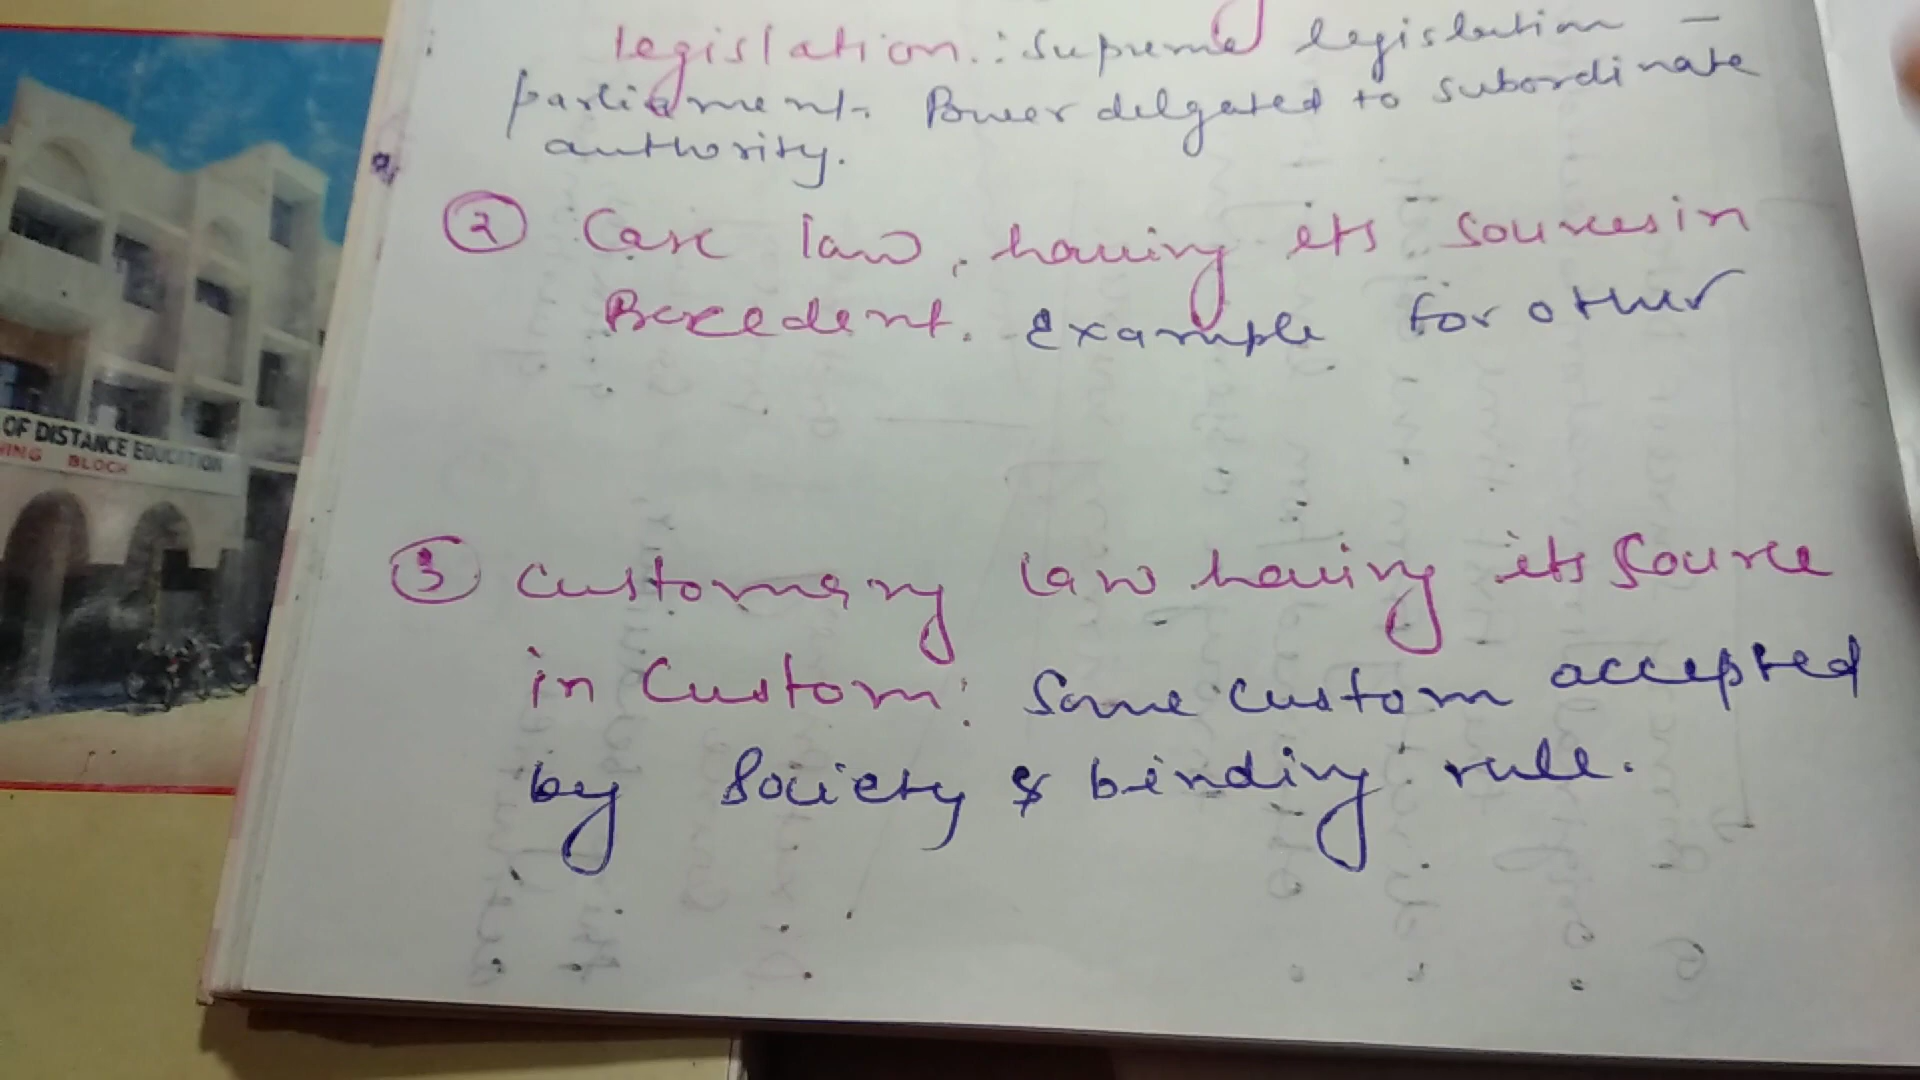 legislation.: Supreme legislation -
parliament. Power delgated to subordinate
authority.
② Case law, having its sources in
Precedent. Example for other
③ Customary law having its source
in Custom: Some custom accepted
by Society & binding rule.
OF DISTANCE EDUCATION
BLOCK